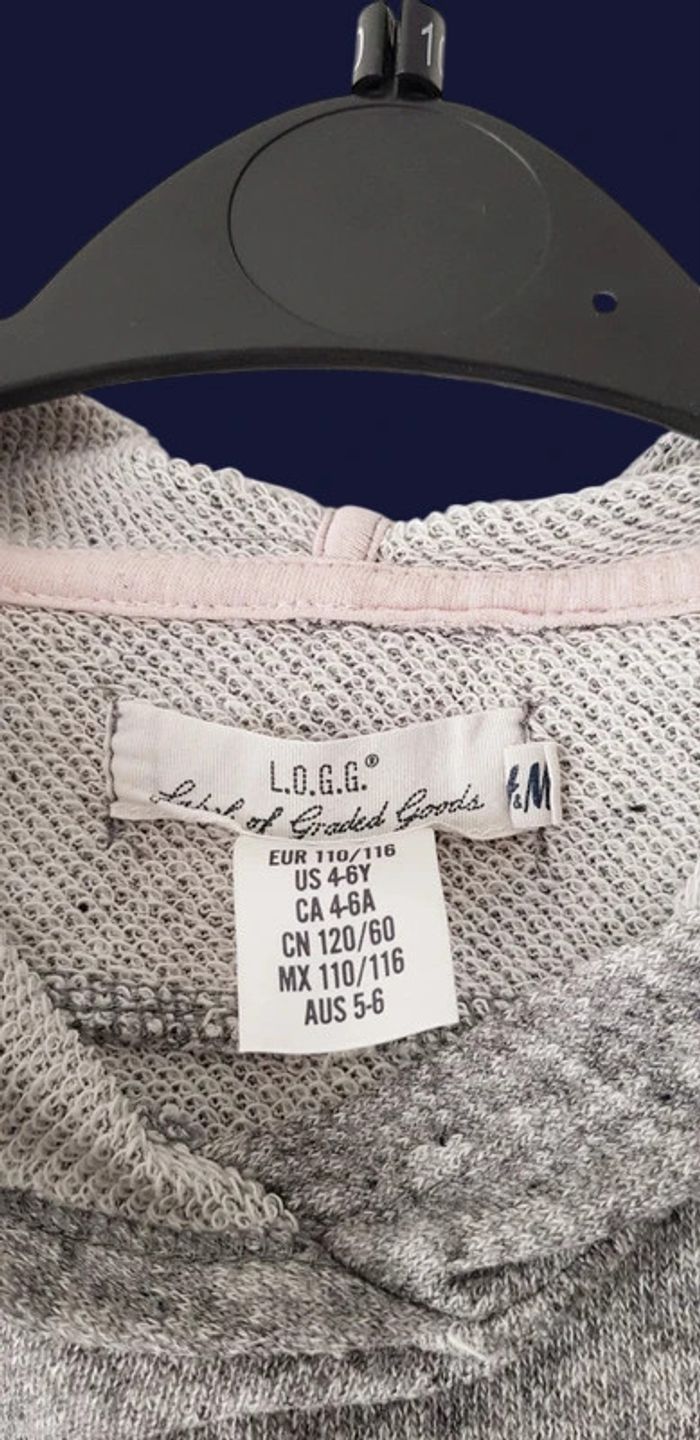 1
L.O.G.G.®
Label of Graded Goods
&M
EUR 110/116
US 4-6Y
CA 4-6A
CN 120/60
MX 110/116
AUS 5-6